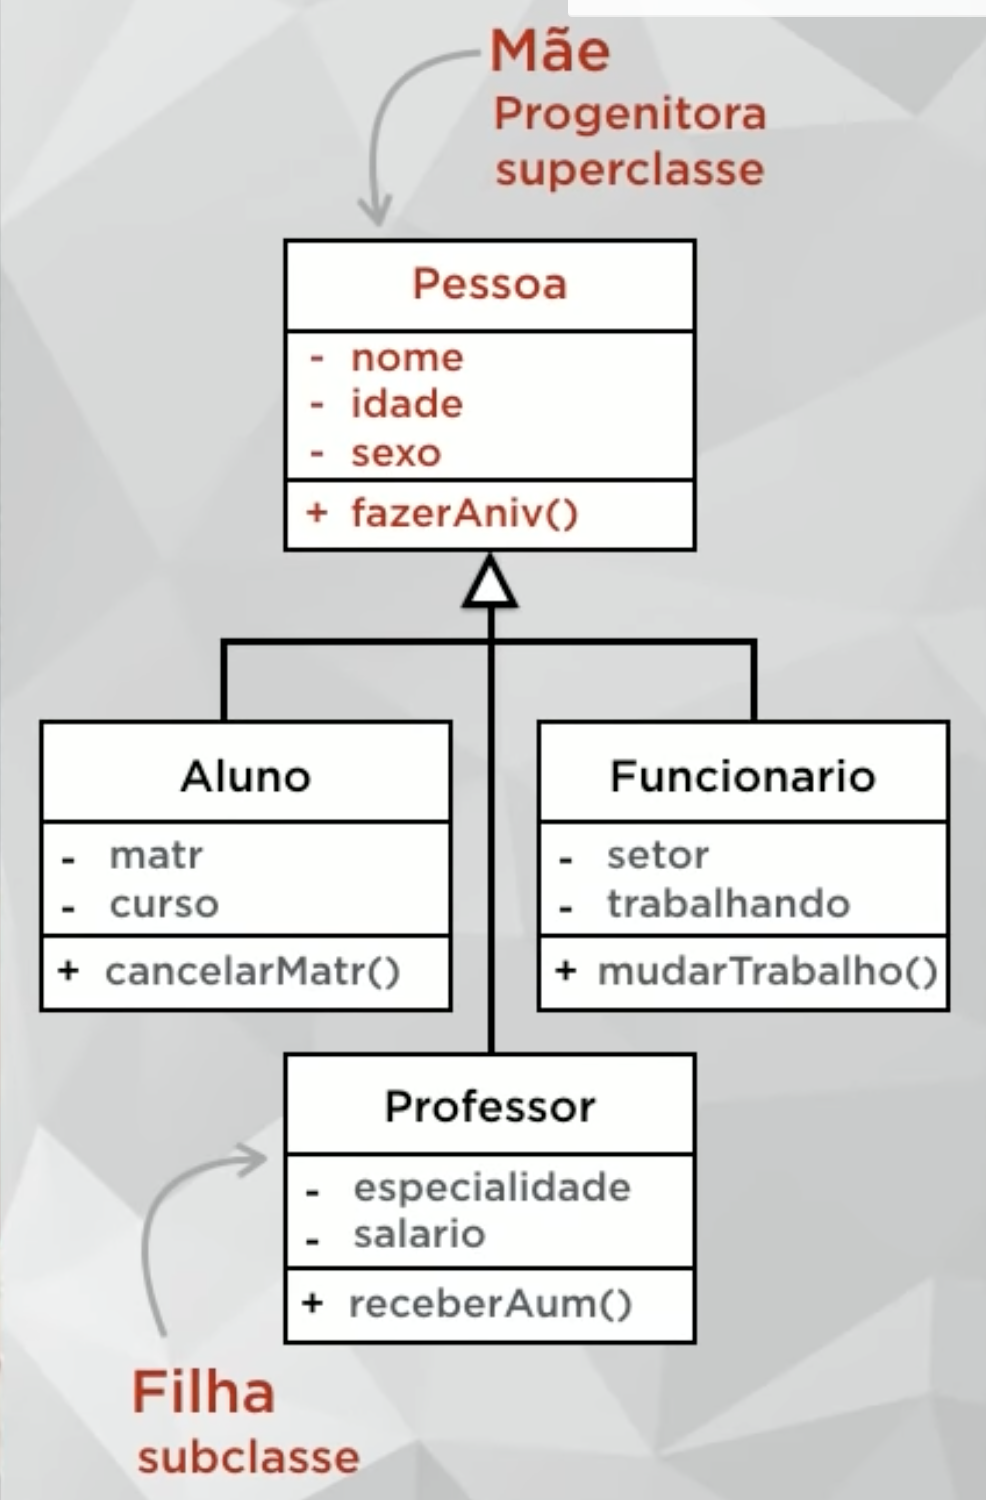 Mãe
Progenitora
superclasse
Pessoa
- nome
- idade
- sexo
+ fazerAniv()
Aluno
- matr
- curso
+ cancelarMatr()
Funcionario
- setor
- trabalhando
+ mudarTrabalho()
Professor
- especialidade
- salario
+ receberAum()
Filha
subclasse